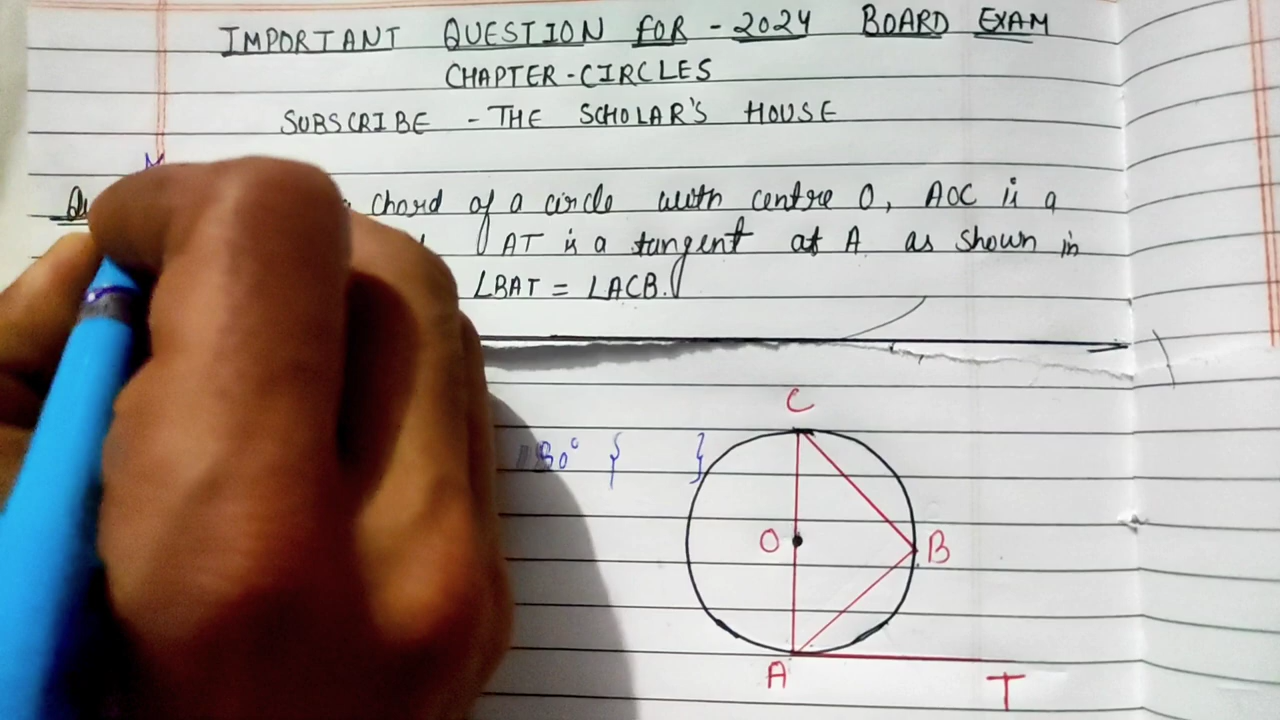 IMPORTANT QUESTION FOR - 2024 BOARD EXAM
CHAPTER-CIRCLES
SUBSCRIBE - THE SCHOLAR'S HOUSE
chord of a circle with centre O, AOC is a
AT is a tangent at A as shown in
∠BAT = ∠ACB.
C
180° { }
O
B
A
T